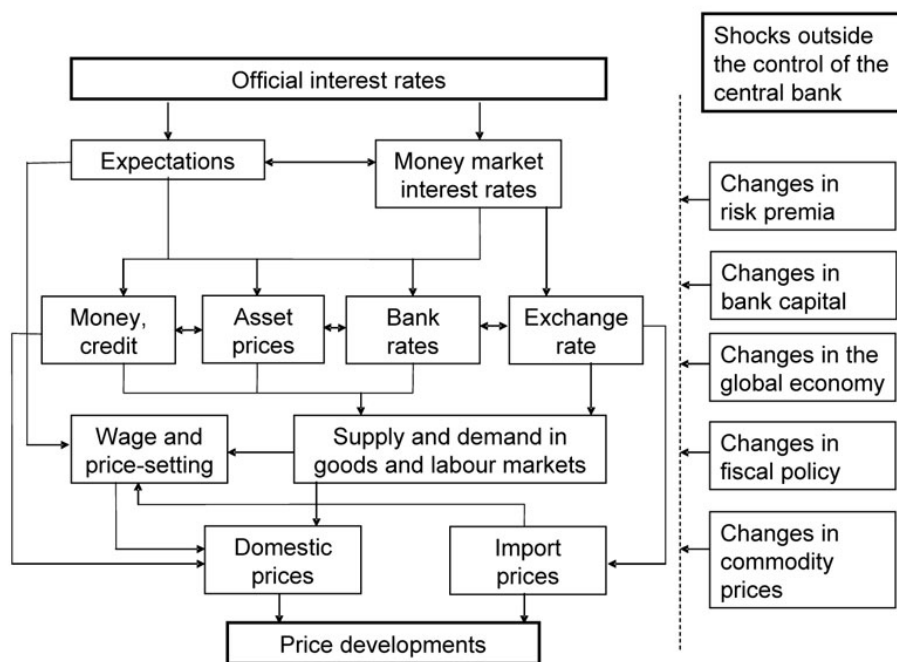 Official interest rates
Shocks outside
the control of the
central bank
Expectations
Money market
interest rates
Changes in
risk premia
Changes in
bank capital
Money,
credit
Asset
prices
Bank
rates
Exchange
rate
Changes in the
global economy
Wage and
price-setting
Supply and demand in
goods and labour markets
Changes in
fiscal policy
Domestic
prices
Import
prices
Changes in
commodity
prices
Price developments